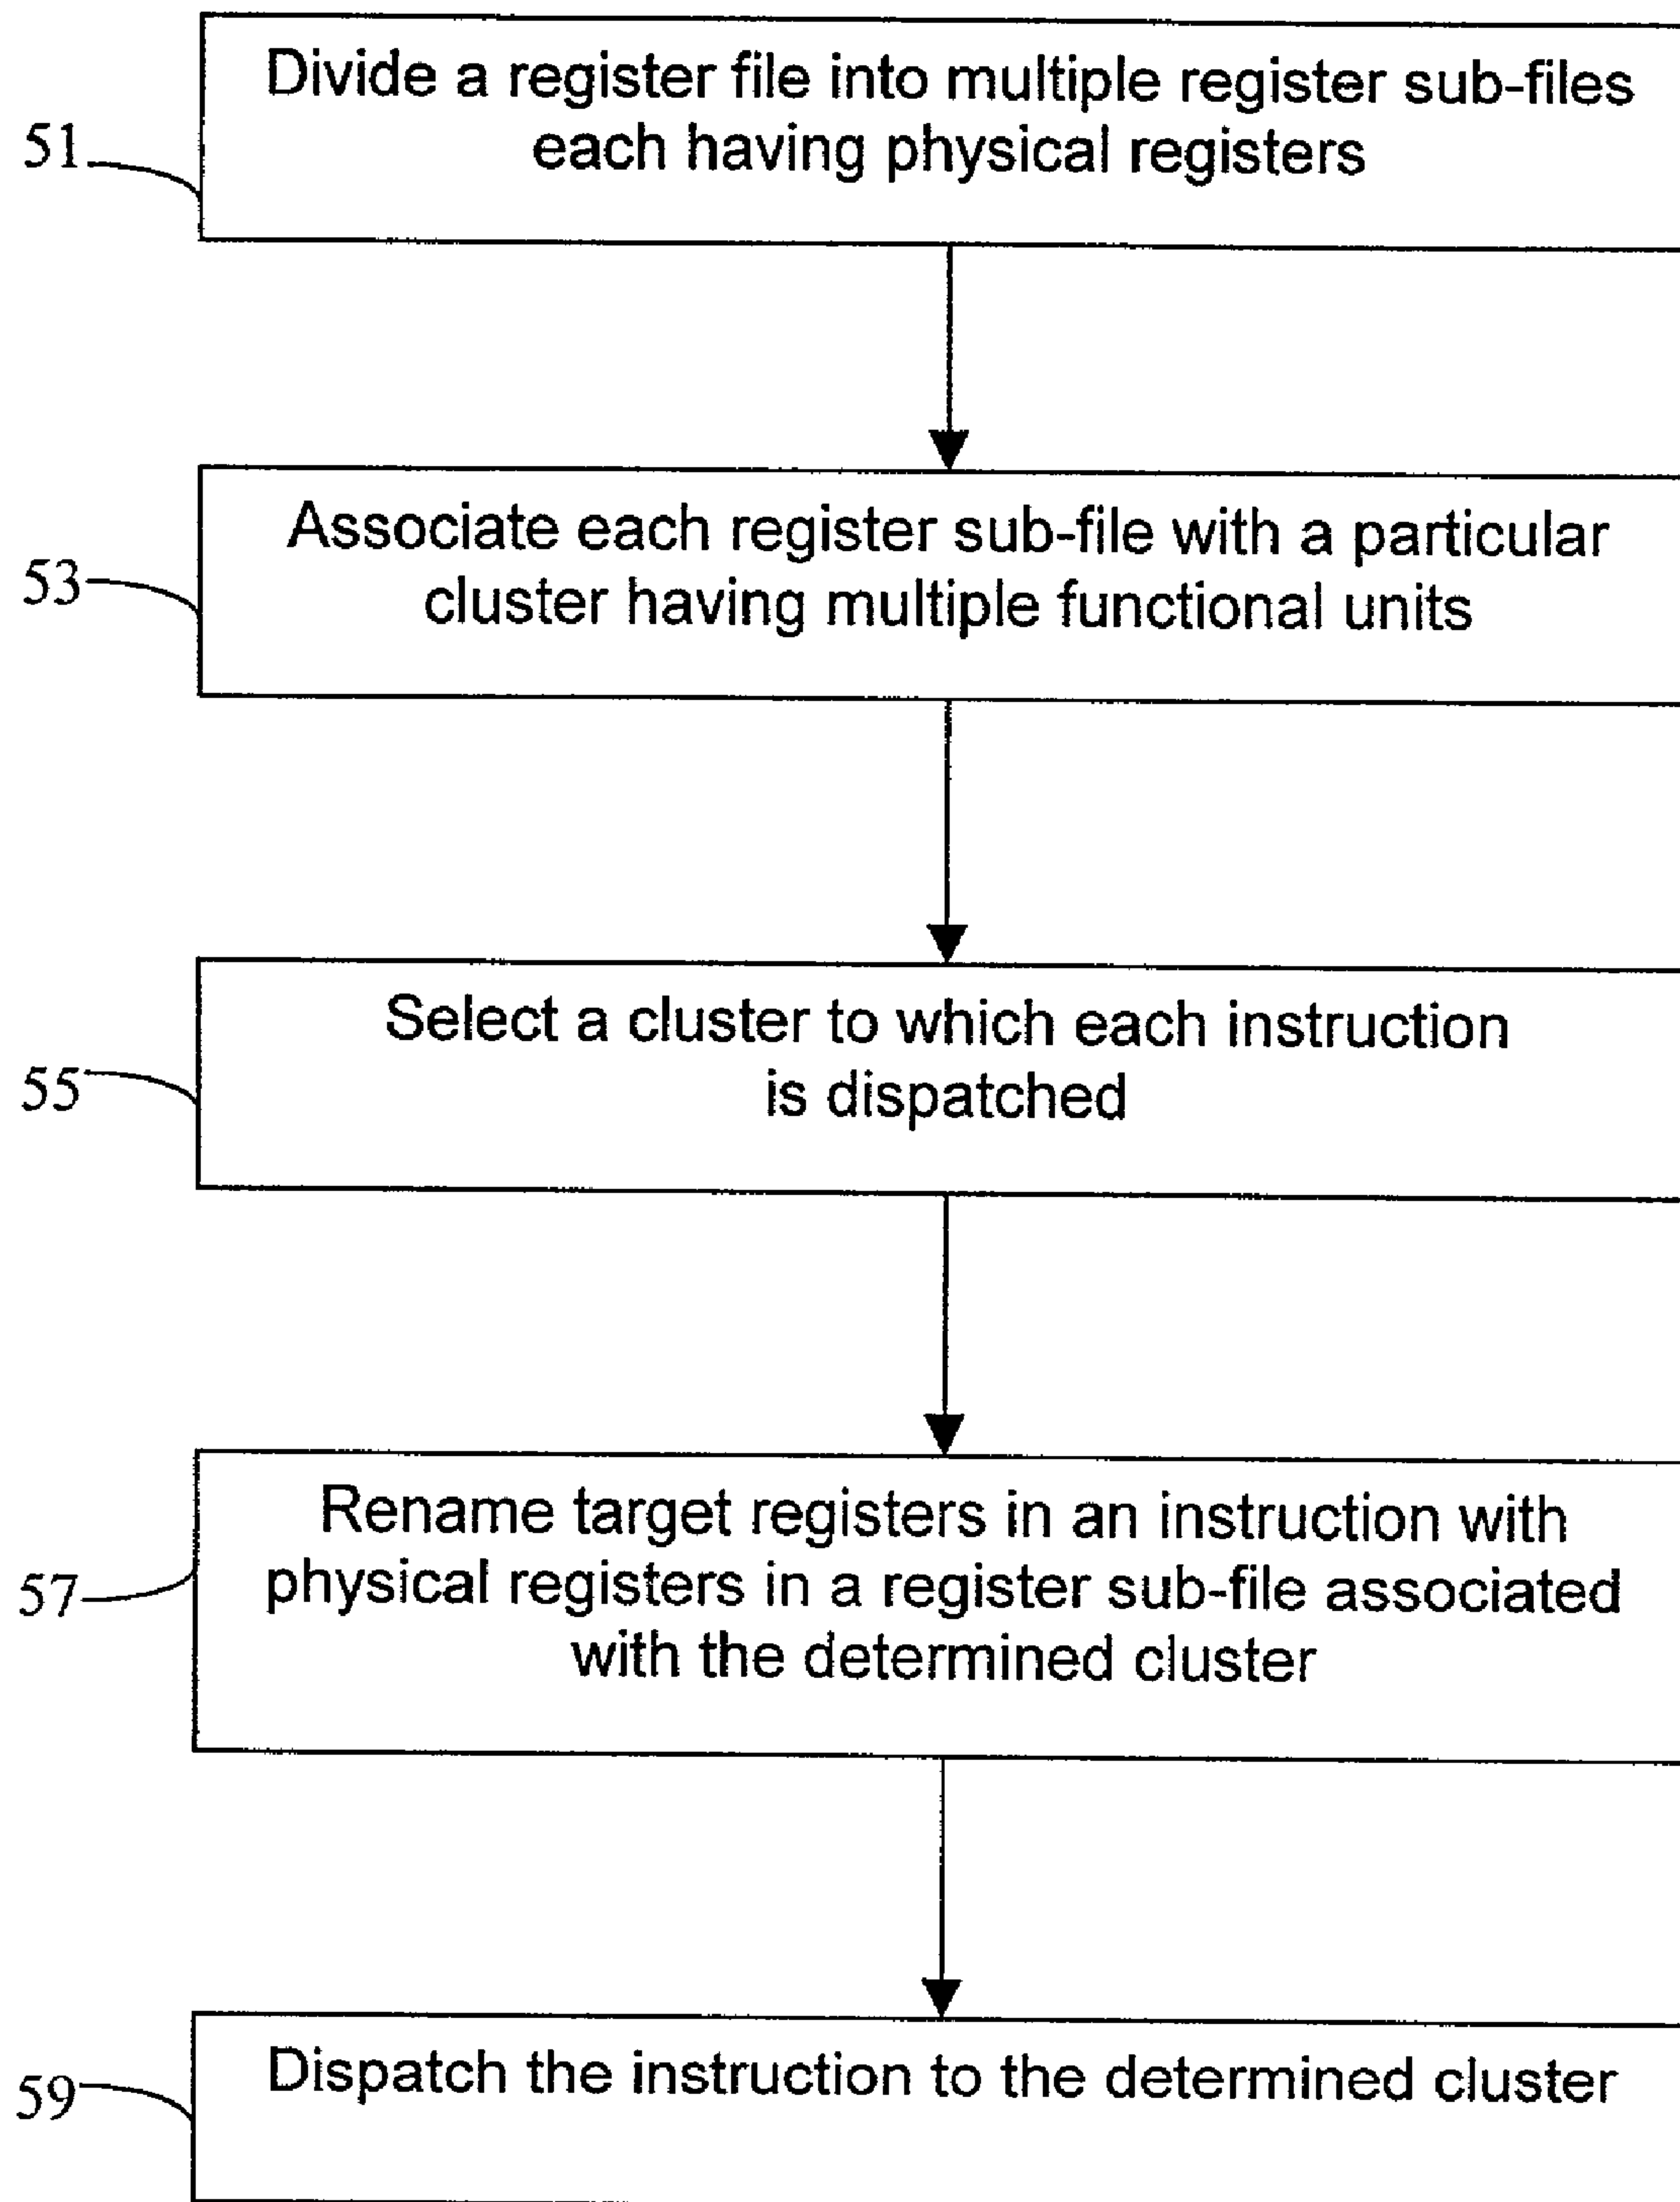 Divide a register file into multiple register sub-files
each having physical registers
51
Associate each register sub-file with a particular
cluster having multiple functional units
53
Select a cluster to which each instruction
is dispatched
55
Rename target registers in an instruction with
physical registers in a register sub-file associated
with the determined cluster
57
Dispatch the instruction to the determined cluster
59